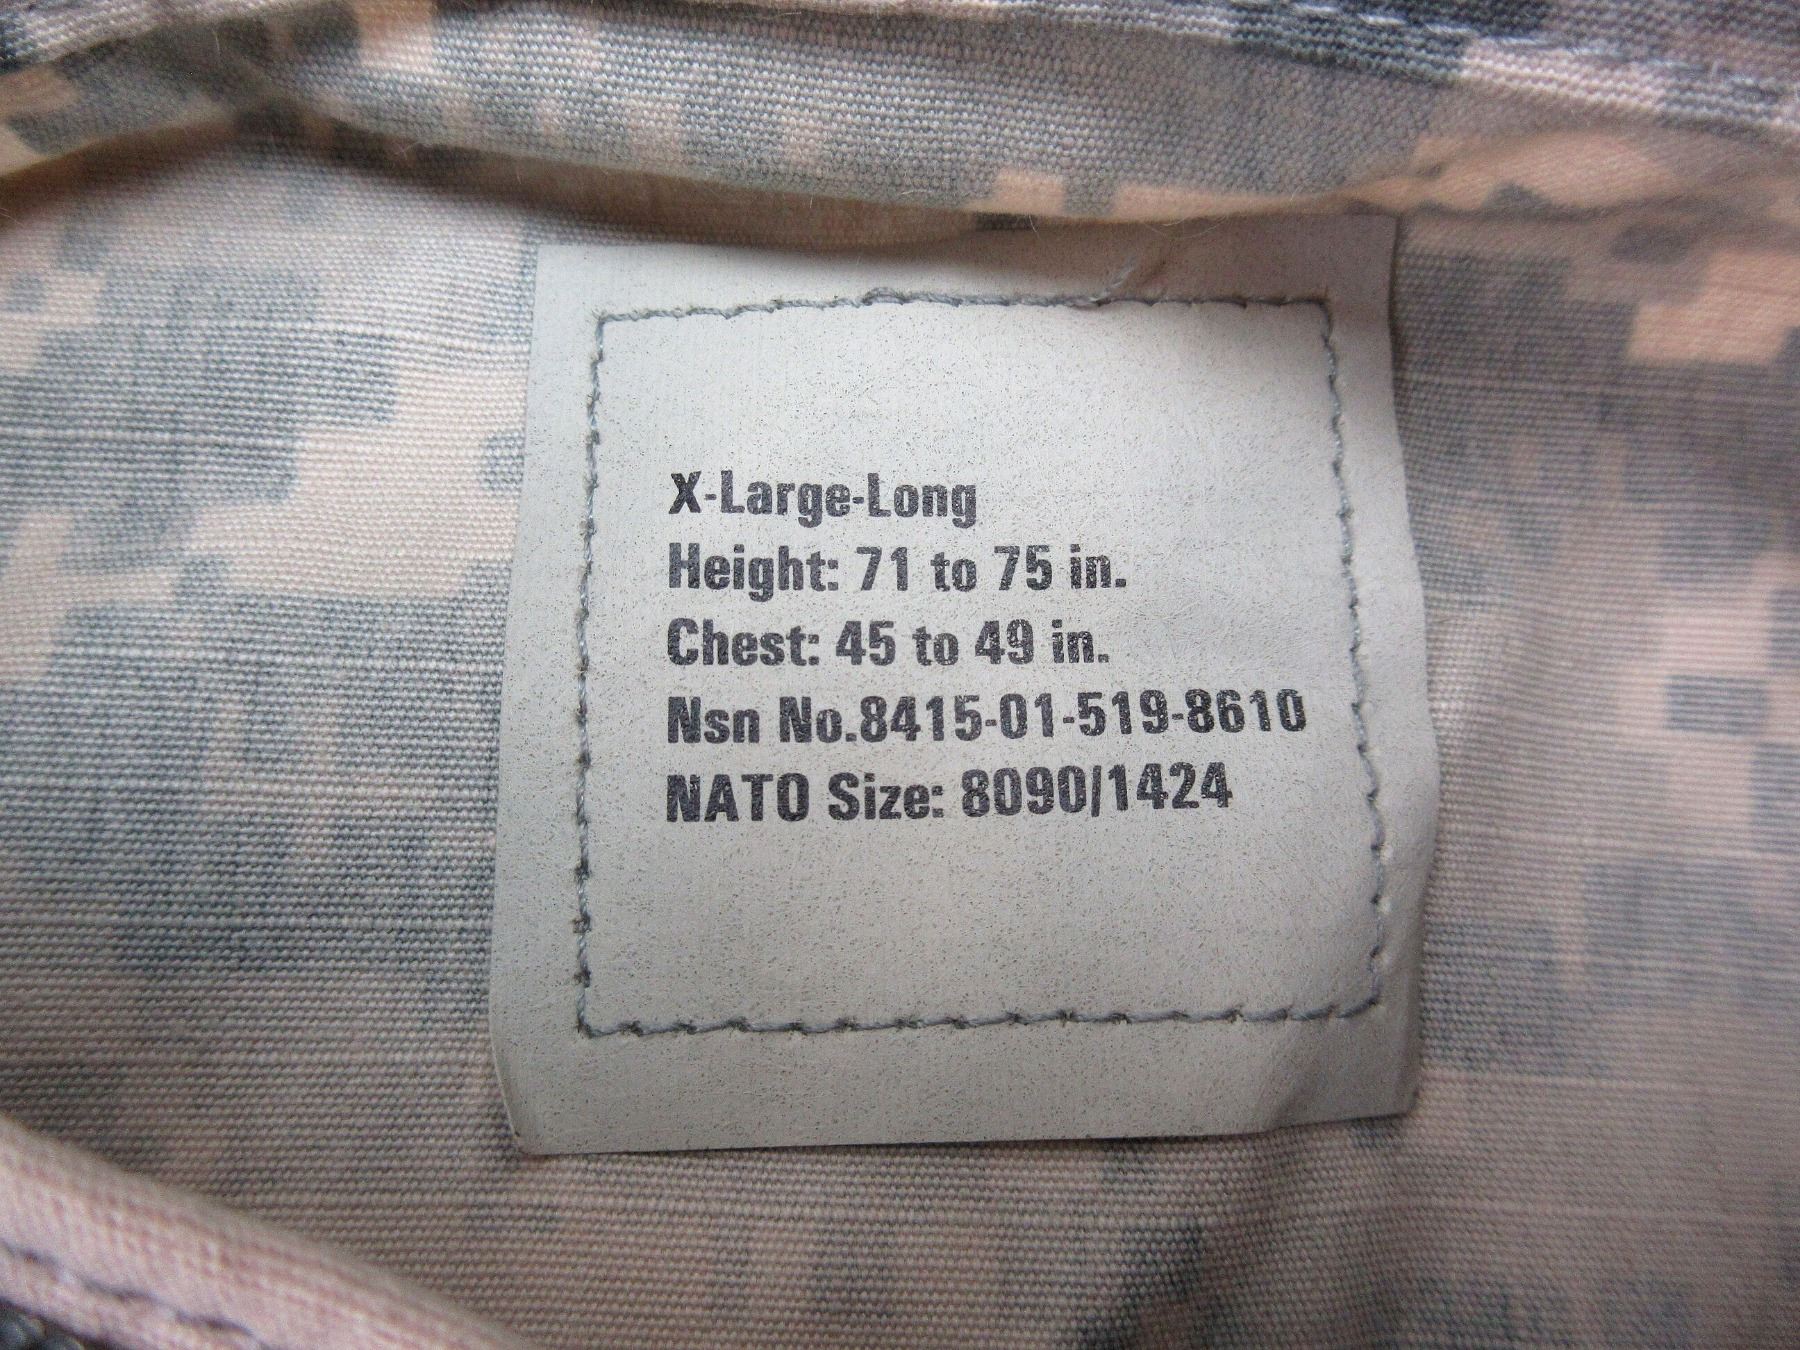 X-Large-Long
Height: 71 to 75 in.
Chest: 45 to 49 in.
Nsn No.8415-01-519-8610
NATO Size: 8090/1424